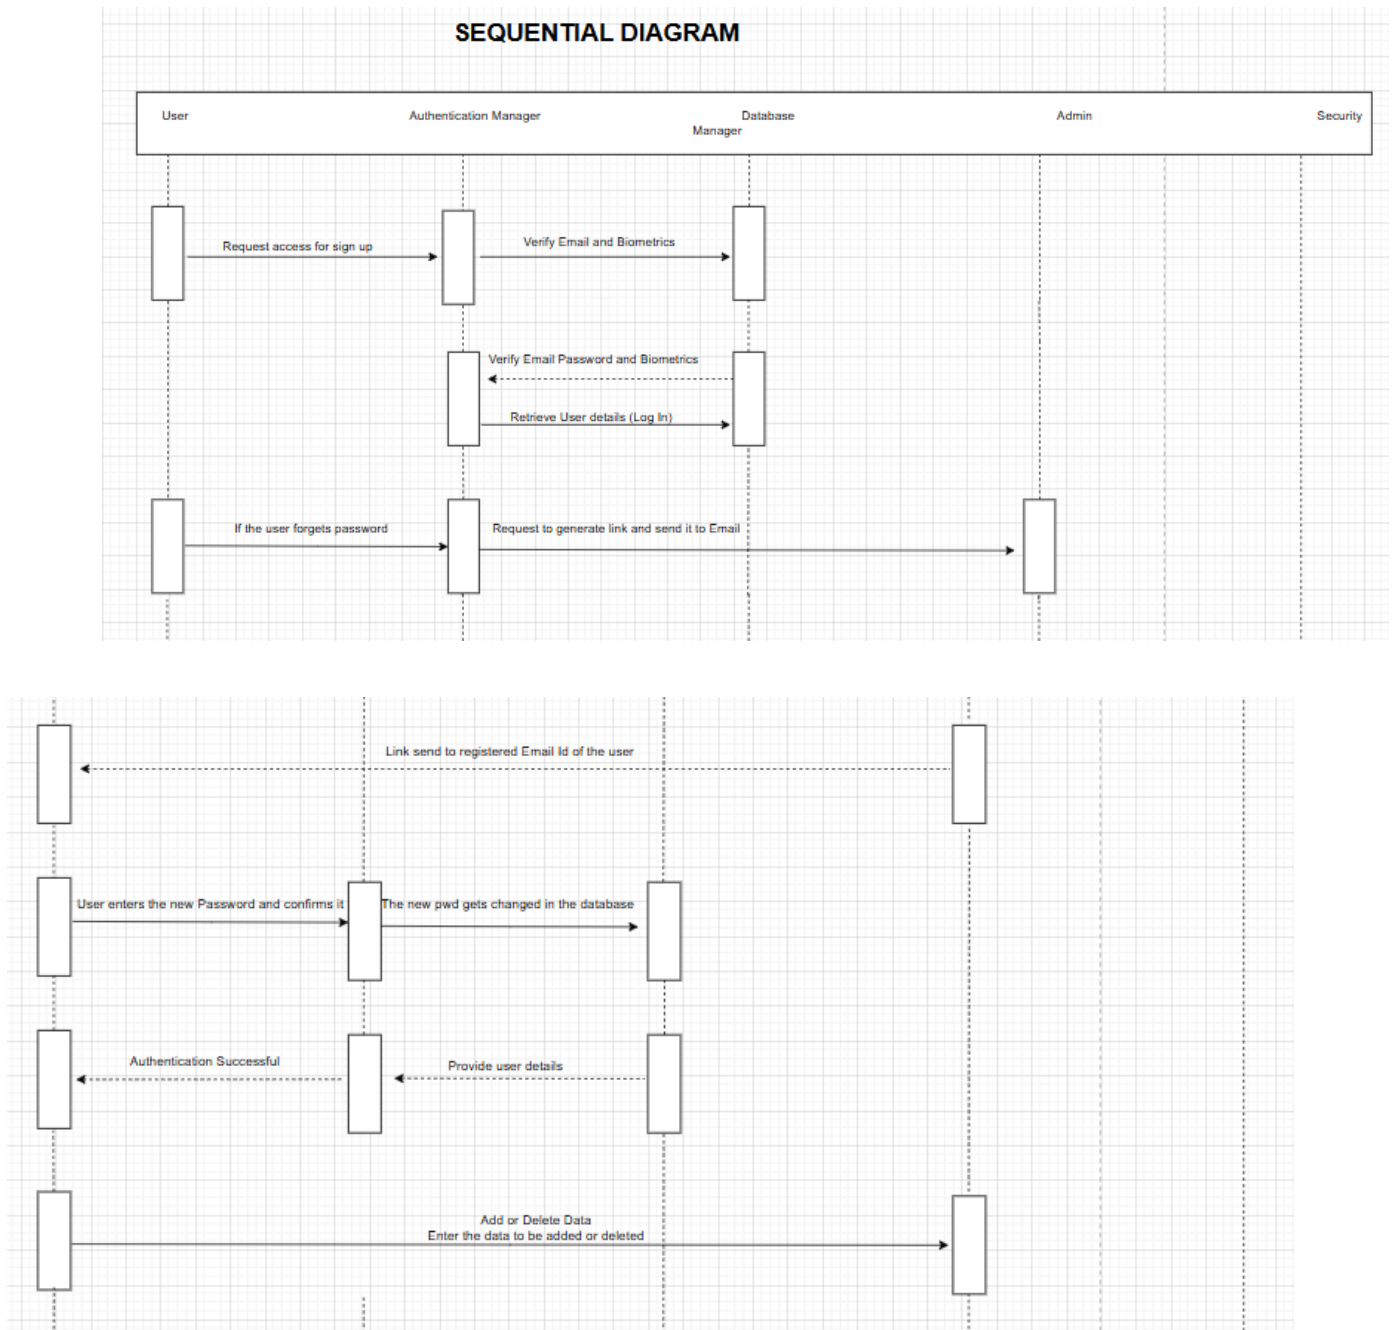 SEQUENTIAL DIAGRAM
User
Authentication Manager
Database
Manager
Admin
Security
Request access for sign up
Verify Email and Biometrics
Verify Email Password and Biometrics
Retrieve User details (Log In)
If the user forgets password
Request to generate link and send it to Email
Link send to registered Email Id of the user
User enters the new Password and confirms it
The new pwd gets changed in the database
Authentication Successful
Provide user details
Add or Delete Data
Enter the data to be added or deleted